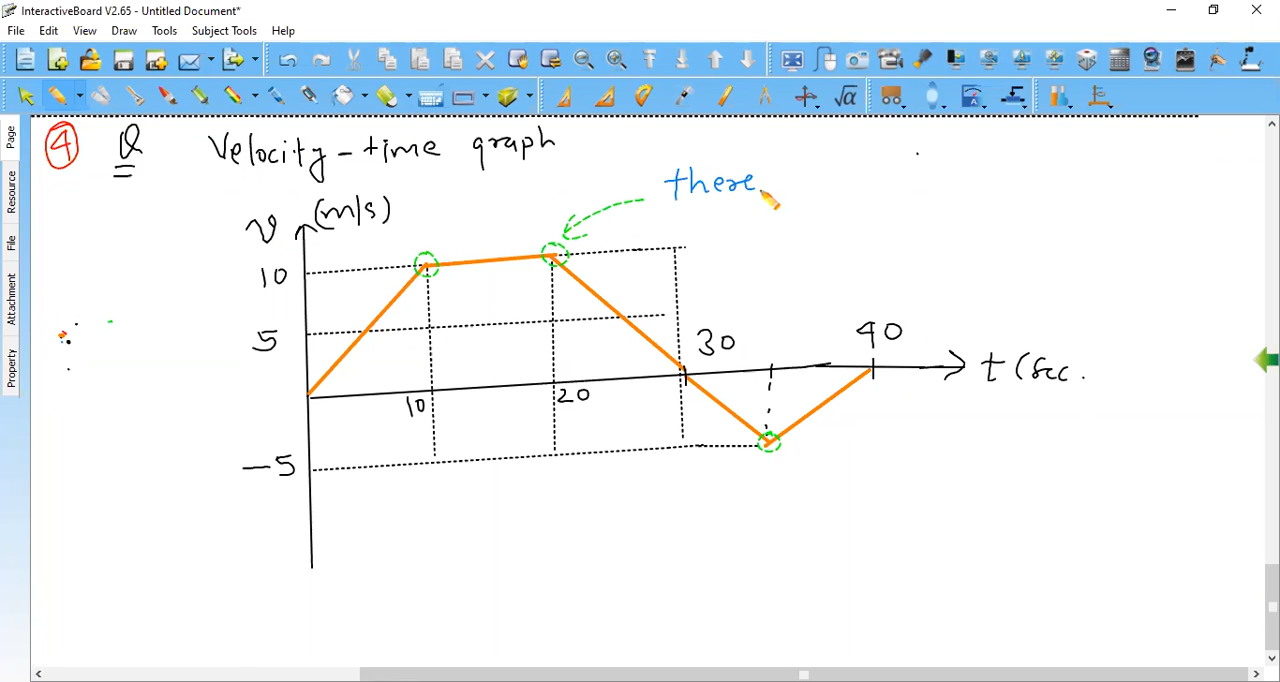 InteractiveBoard V2.65 - Untitled Document*
File Edit View Draw Tools Subject Tools Help
Page
Resource
File
Attachment
Property
4 Q Velocity-time graph
there
v (m/s)
10
5
30
40
t (sec.
10
20
-5